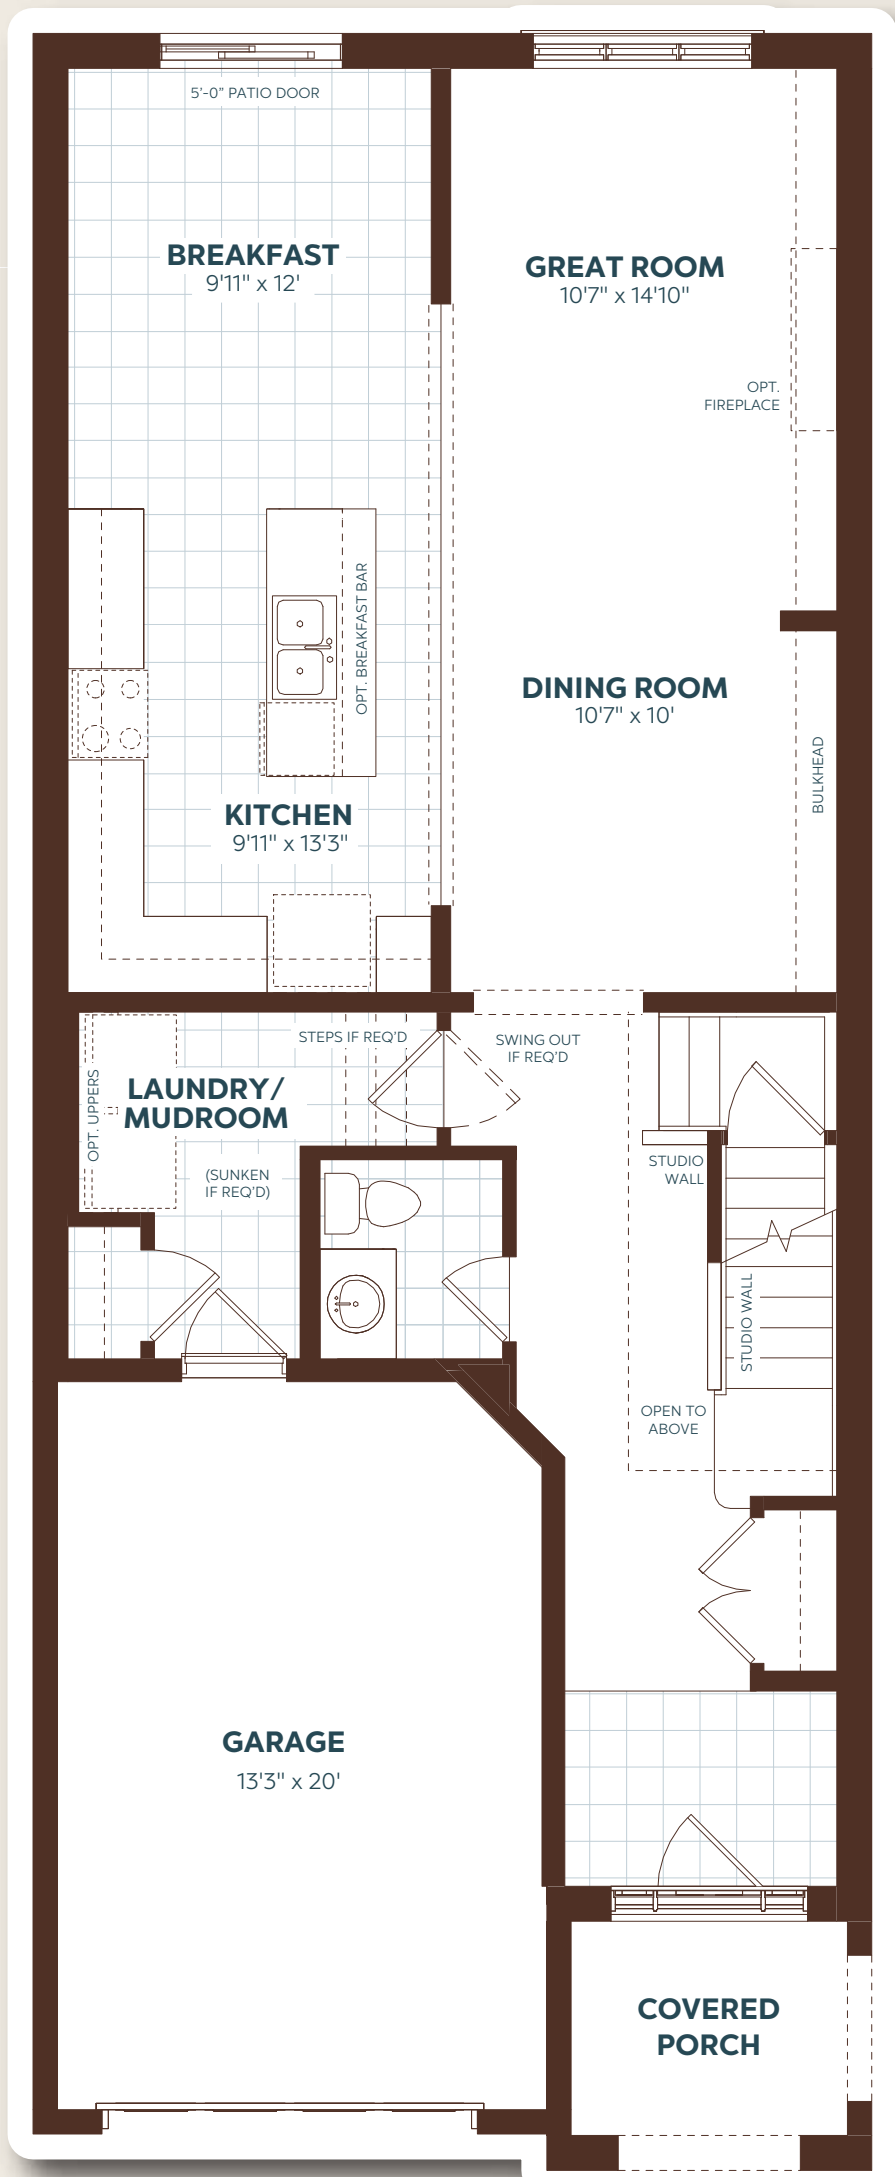 5’-0” PATIO DOOR
BREAKFAST
9'11" x 12'
GREAT ROOM
10'7" x 14'10"
OPT.
FIREPLACE
OPT. BREAKFAST BAR
DINING ROOM
10'7" x 10'
BULKHEAD
KITCHEN
9'11" x 13'3"
STEPS IF REQ’D
SWING OUT
IF REQ’D
OPT. UPPERS
LAUNDRY/
MUDROOM
(SUNKEN
IF REQ’D)
STUDIO
WALL
STUDIO WALL
OPEN TO
ABOVE
GARAGE
13'3" x 20'
COVERED
PORCH